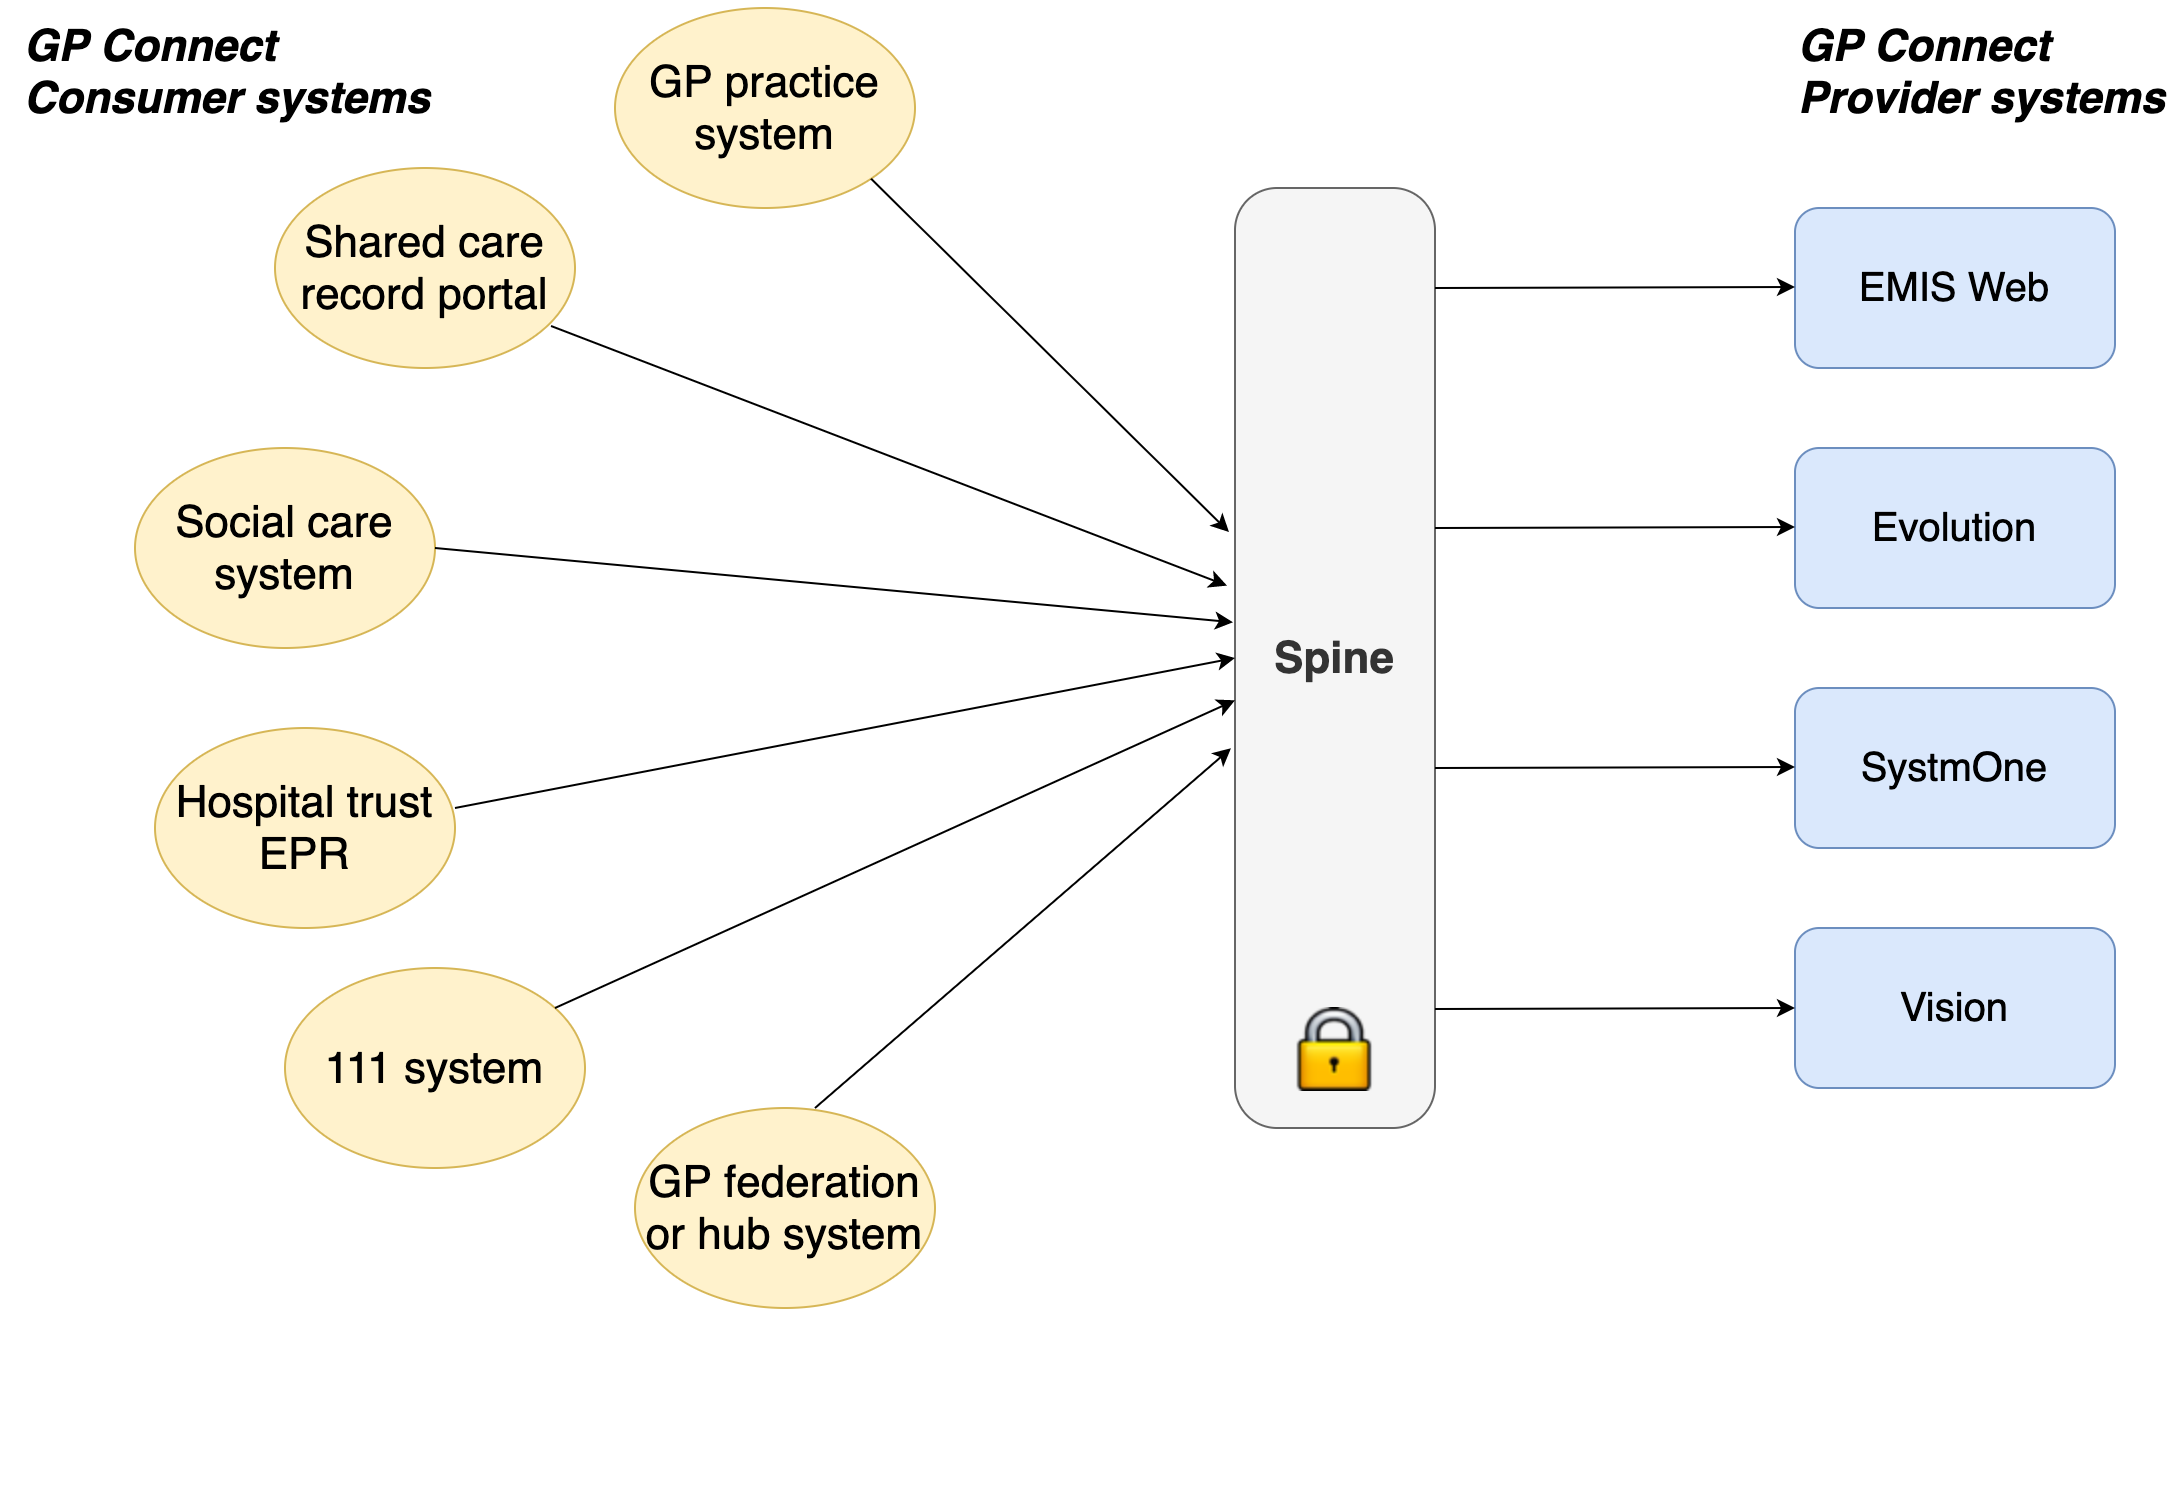 GP Connect
Consumer systems
GP Connect
Provider systems
GP practice
system
Shared care
record portal
Social care
system
Hospital trust
EPR
111 system
GP federation
or hub system
Spine
EMIS Web
Evolution
SystmOne
Vision